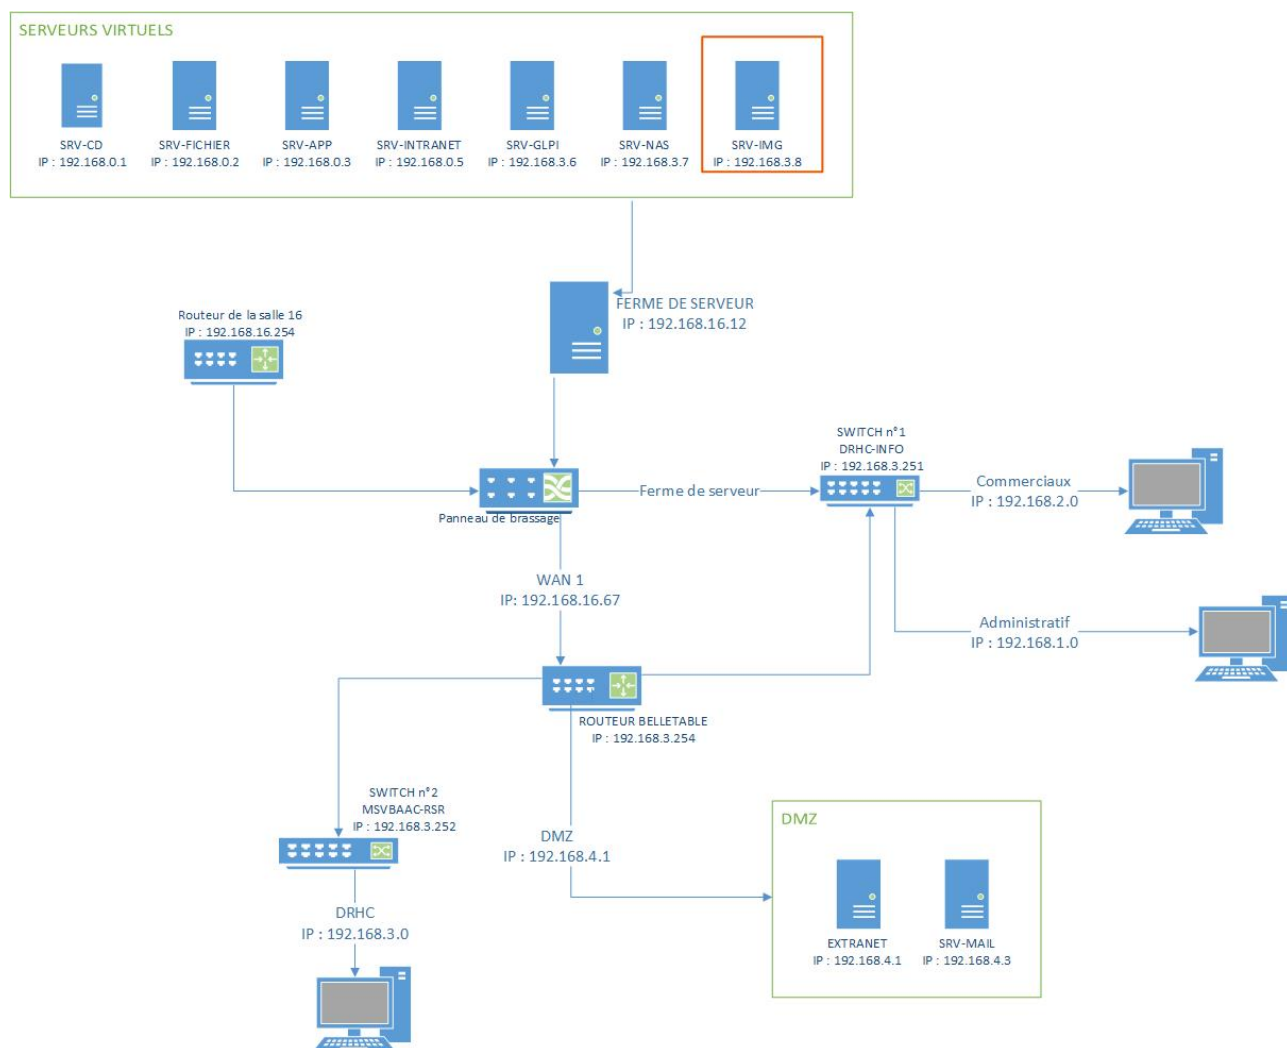 SERVEURS VIRTUELS
SRV-CD
IP : 192.168.0.1
SRV-FICHIER
IP : 192.168.0.2
SRV-APP
IP : 192.168.0.3
SRV-INTRANET
IP : 192.168.0.5
SRV-GLPI
IP : 192.168.3.6
SRV-NAS
IP : 192.168.3.7
SRV-IMG
IP : 192.168.3.8
FERME DE SERVEUR
IP : 192.168.16.12
Routeur de la salle 16
IP : 192.168.16.254
SWITCH n°1
DRHC-INFO
IP : 192.168.3.251
Panneau de brassage
Ferme de serveur
Commerciaux
IP : 192.168.2.0
WAN 1
IP: 192.168.16.67
Administratif
IP : 192.168.1.0
ROUTEUR BELLETABLE
IP : 192.168.3.254
SWITCH n°2
MSVBAAC-RSR
IP : 192.168.3.252
DMZ
IP : 192.168.4.1
DMZ
EXTRANET
IP : 192.168.4.1
SRV-MAIL
IP : 192.168.4.3
DRHC
IP : 192.168.3.0